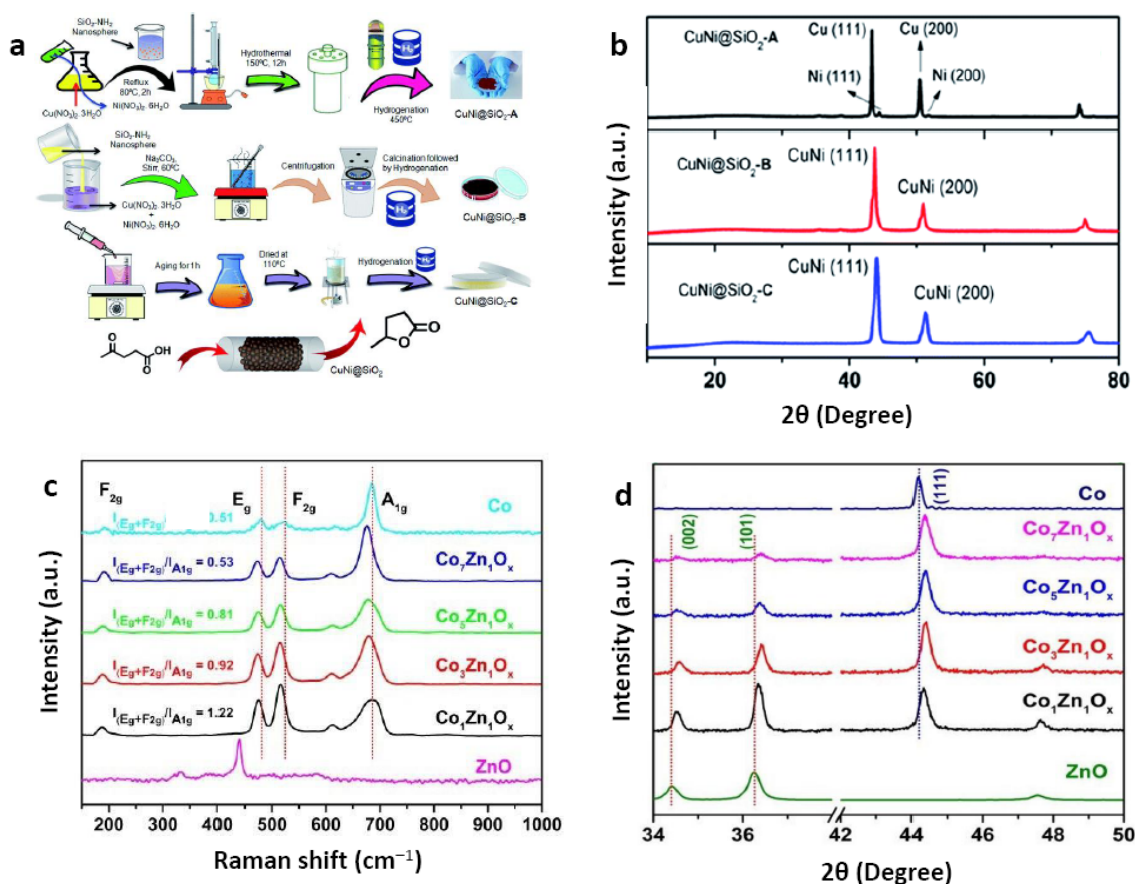 a
SiO₂-NH₂
Nanosphere
Reflux
80ºC, 2h
Ni(NO₃)₂. 6H₂O
Cu(NO₃)₂. 3H₂O
Hydrothermal
150ºC, 12h
H₂
Hydrogenation
450ºC
CuNi@SiO₂-A
SiO₂-NH₂
Nanosphere
Na₂CO₃,
Stirr, 60ºC
Cu(NO₃)₂. 3H₂O
+
Ni(NO₃)₂. 6H₂O
Centrifugation
Calcination followed
by Hydrogenation
H₂
CuNi@SiO₂-B
Aging for 1h
Dried at
110ºC
Hydrogenation
CuNi@SiO₂-C
OH
O
O
O
O
CuNi@SiO₂
b
CuNi@SiO₂-A
Cu (111)
Cu (200)
Ni (111)
Ni (200)
CuNi@SiO₂-B
CuNi (111)
CuNi (200)
CuNi@SiO₂-C
CuNi (111)
CuNi (200)
Intensity (a.u.)
20 40 60 80
2θ (Degree)
c
F₂g Eg F₂g A₁g
I(Eg+F2g) 0.51 Co
I(Eg+F2g)/IA1g = 0.53 Co₇Zn₁Oₓ
I(Eg+F2g)/IA1g = 0.81 Co₅Zn₁Oₓ
I(Eg+F2g)/IA1g = 0.92 Co₃Zn₁Oₓ
I(Eg+F2g)/IA1g = 1.22 Co₁Zn₁Oₓ
ZnO
Intensity (a.u.)
200 300 400 500 600 700 800 900 1000
Raman shift (cm⁻¹)
d
(002)
(101)
(111)
Co
Co₇Zn₁Oₓ
Co₅Zn₁Oₓ
Co₃Zn₁Oₓ
Co₁Zn₁Oₓ
ZnO
Intensity (a.u.)
34 36 42 44 46 48 50
2θ (Degree)